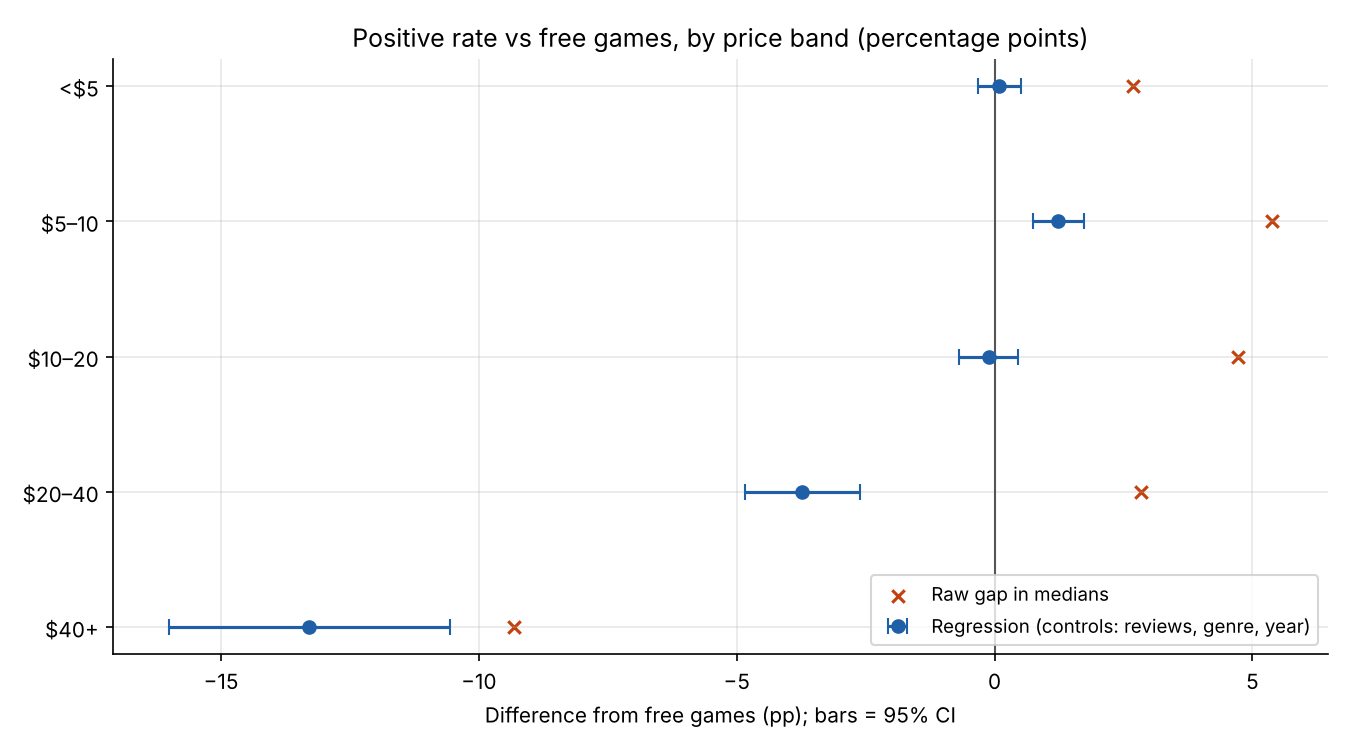 Positive rate vs free games, by price band (percentage points)
<$5
$5–10
$10–20
$20–40
$40+
Raw gap in medians
Regression (controls: reviews, genre, year)
−15
−10
−5
0
5
Difference from free games (pp); bars = 95% CI